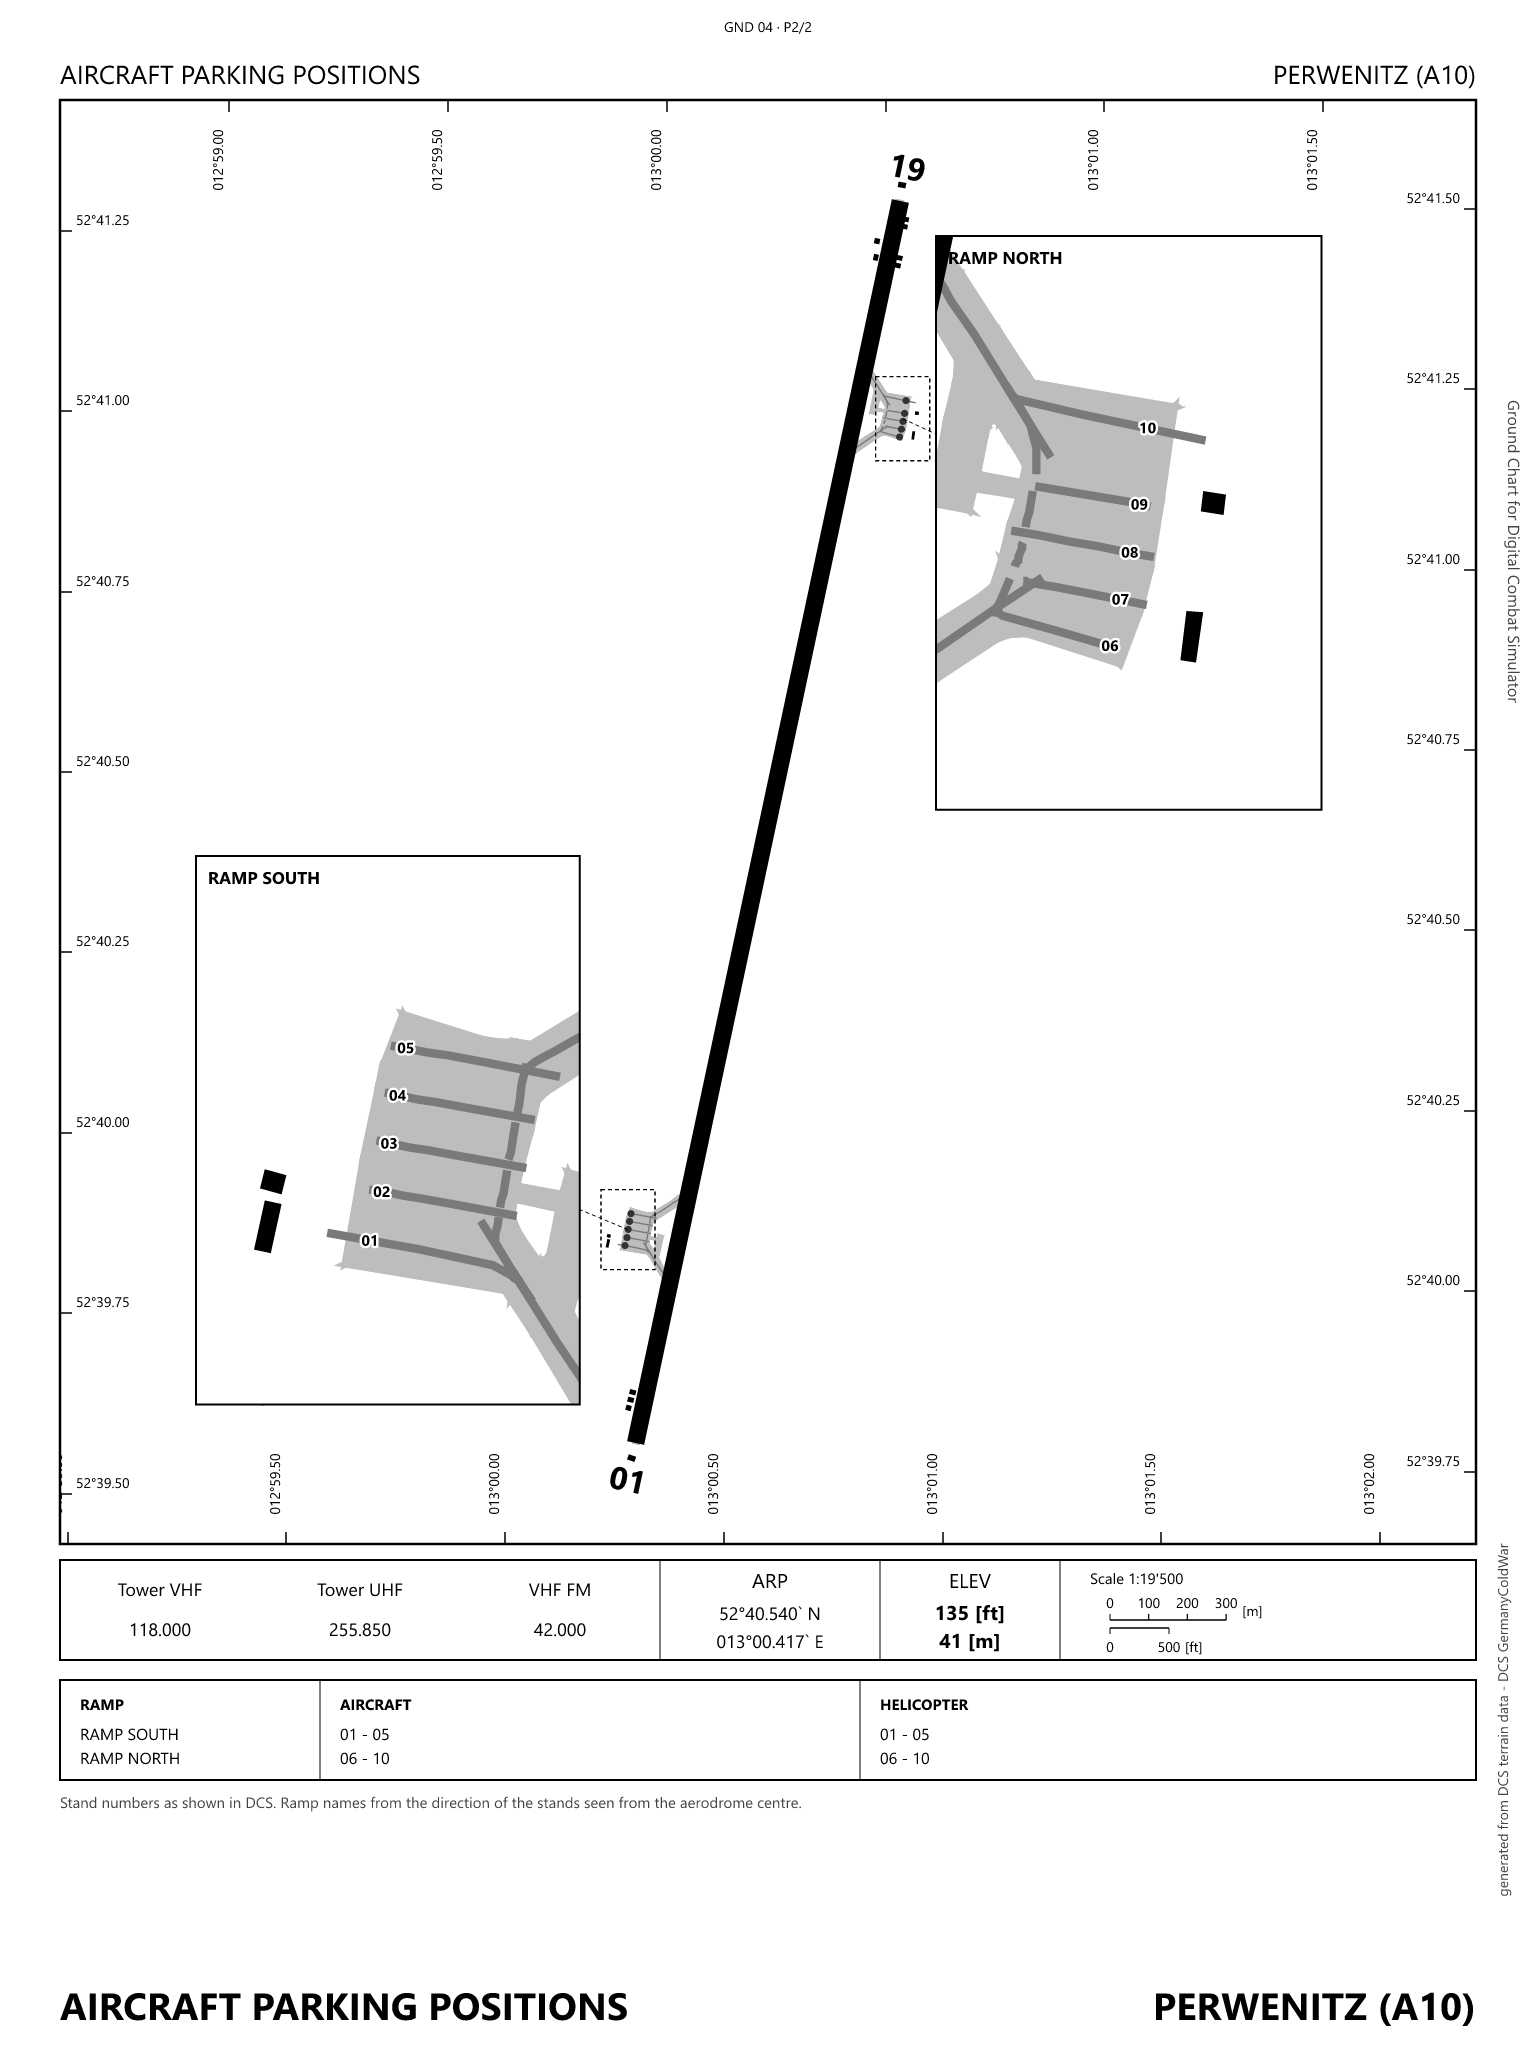 GND 04 · P2/2
AIRCRAFT PARKING POSITIONS
PERWENITZ (A10)
012°59.00
012°59.50
013°00.00
013°01.00
013°01.50
19
52°41.25
52°41.00
52°40.75
52°40.50
52°40.25
52°40.00
52°39.75
52°39.50
52°41.50
52°41.25
52°41.00
52°40.75
52°40.50
52°40.25
52°40.00
52°39.75
RAMP NORTH
10
09
08
07
06
RAMP SOUTH
05
04
03
02
01
01
012°59.50
013°00.00
013°00.50
013°01.00
013°01.50
013°02.00
Ground Chart for Digital Combat Simulator
Tower VHF
118.000
Tower UHF
255.850
VHF FM
42.000
ARP
52°40.540` N
013°00.417` E
ELEV
135 [ft]
41 [m]
Scale 1:19'500
0 100 200 300 [m]
0 500 [ft]
RAMP AIRCRAFT HELICOPTER
RAMP SOUTH 01 - 05 01 - 05
RAMP NORTH 06 - 10 06 - 10
Stand numbers as shown in DCS. Ramp names from the direction of the stands seen from the aerodrome centre.
generated from DCS terrain data - DCS GermanyColdWar
AIRCRAFT PARKING POSITIONS
PERWENITZ (A10)